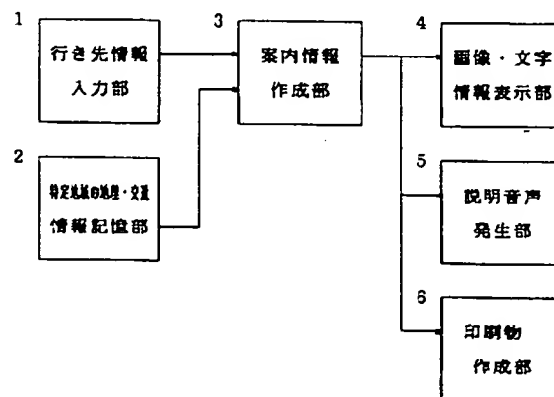 1
行き先情報
入力部
2
特定地域の地理・交通
情報記憶部
3
案内情報
作成部
4
画像・文字
情報表示部
5
説明音声
発生部
6
印刷物
作成部